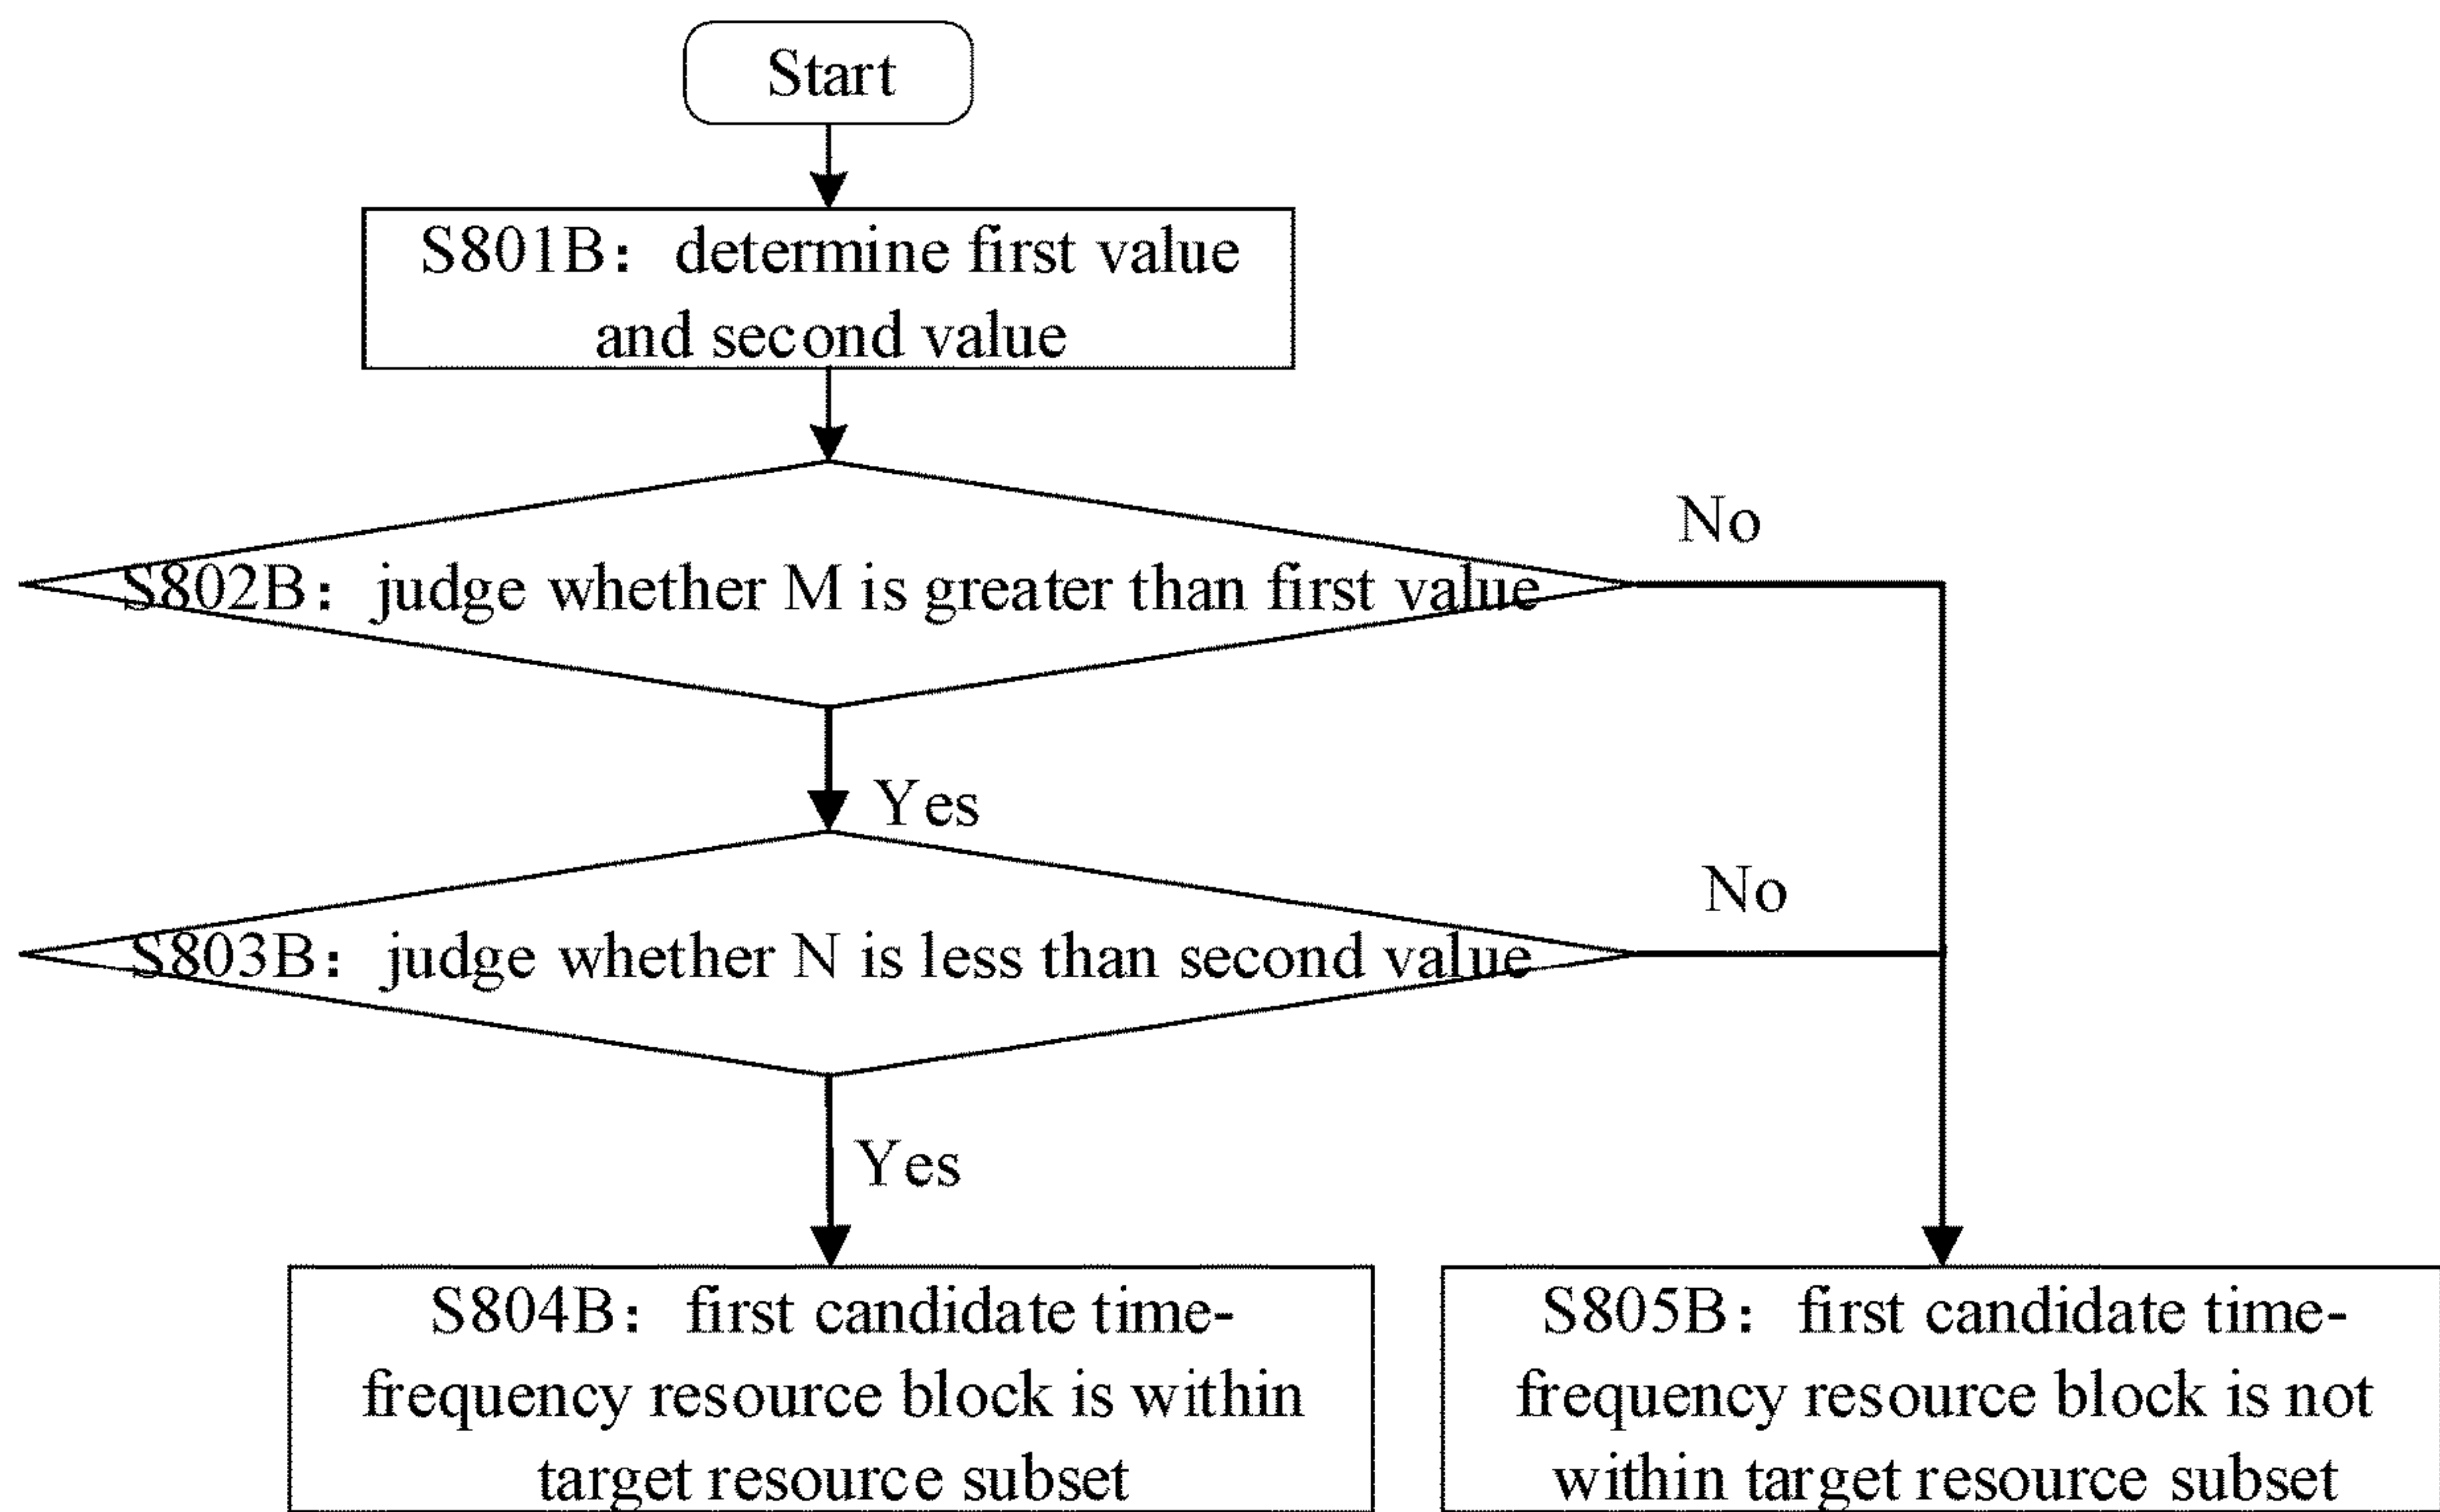 Start
S801B： determine first value
and second value
No
S802B： judge whether M is greater than first value
Yes
No
S803B： judge whether N is less than second value
Yes
S804B： first candidate time-
frequency resource block is within
target resource subset
S805B： first candidate time-
frequency resource block is not
within target resource subset